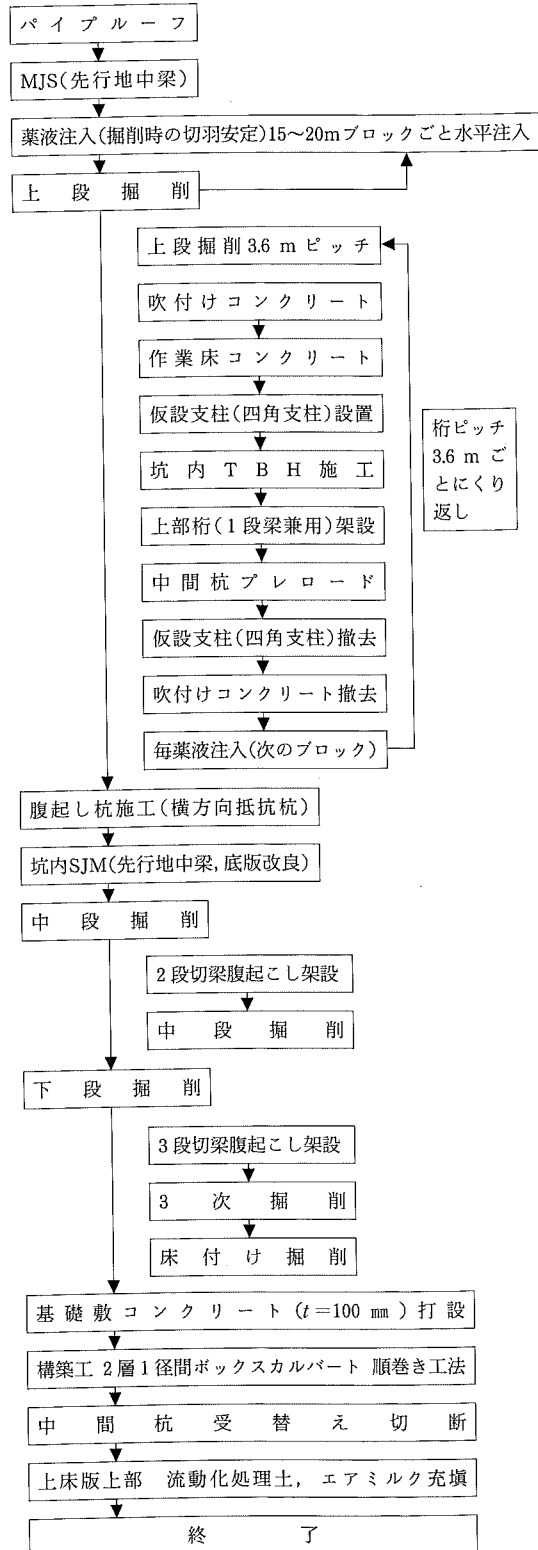 パイプルーフ
MJS(先行地中梁)
薬液注入(掘削時の切羽安定)15〜20mブロックごと水平注入
上段掘削
上段掘削3.6 mピッチ
吹付けコンクリート
作業床コンクリート
仮設支柱(四角支柱)設置
坑内TBH施工
上部桁(1段梁兼用)架設
中間杭プレロード
仮設支柱(四角支柱)撤去
吹付けコンクリート撤去
毎薬液注入(次のブロック)
桁ピッチ
3.6 mご
とにくり
返し
腹起し杭施工(横方向抵抗杭)
坑内SJM(先行地中梁,底版改良)
中段掘削
2段切梁腹起こし架設
中段掘削
下段掘削
3段切梁腹起こし架設
3次掘削
床付け掘削
基礎敷コンクリート(t=100 ㎜)打設
構築工 2層1径間ボックスカルバート 順巻き工法
中間杭受替え切断
上床版上部 流動化処理土,エアミルク充塡
終了